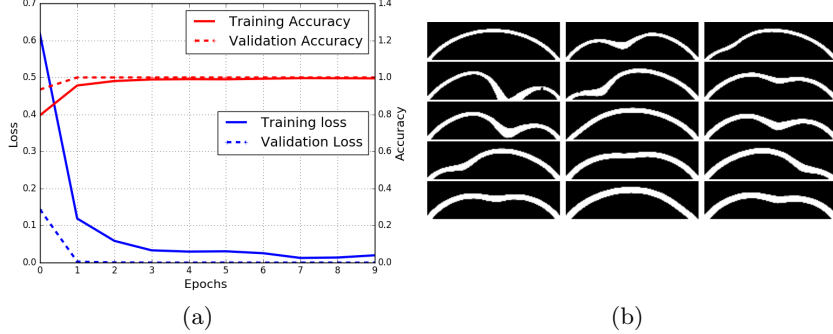 0.7
0.6
0.5
0.4
0.3
0.2
0.1
0.0
Loss
1.4
1.2
1.0
0.8
0.6
0.4
0.2
0.0
Accuracy
Training Accuracy
Validation Accuracy
Training loss
Validation Loss
0 1 2 3 4 5 6 7 8 9
Epochs
(a)
(b)